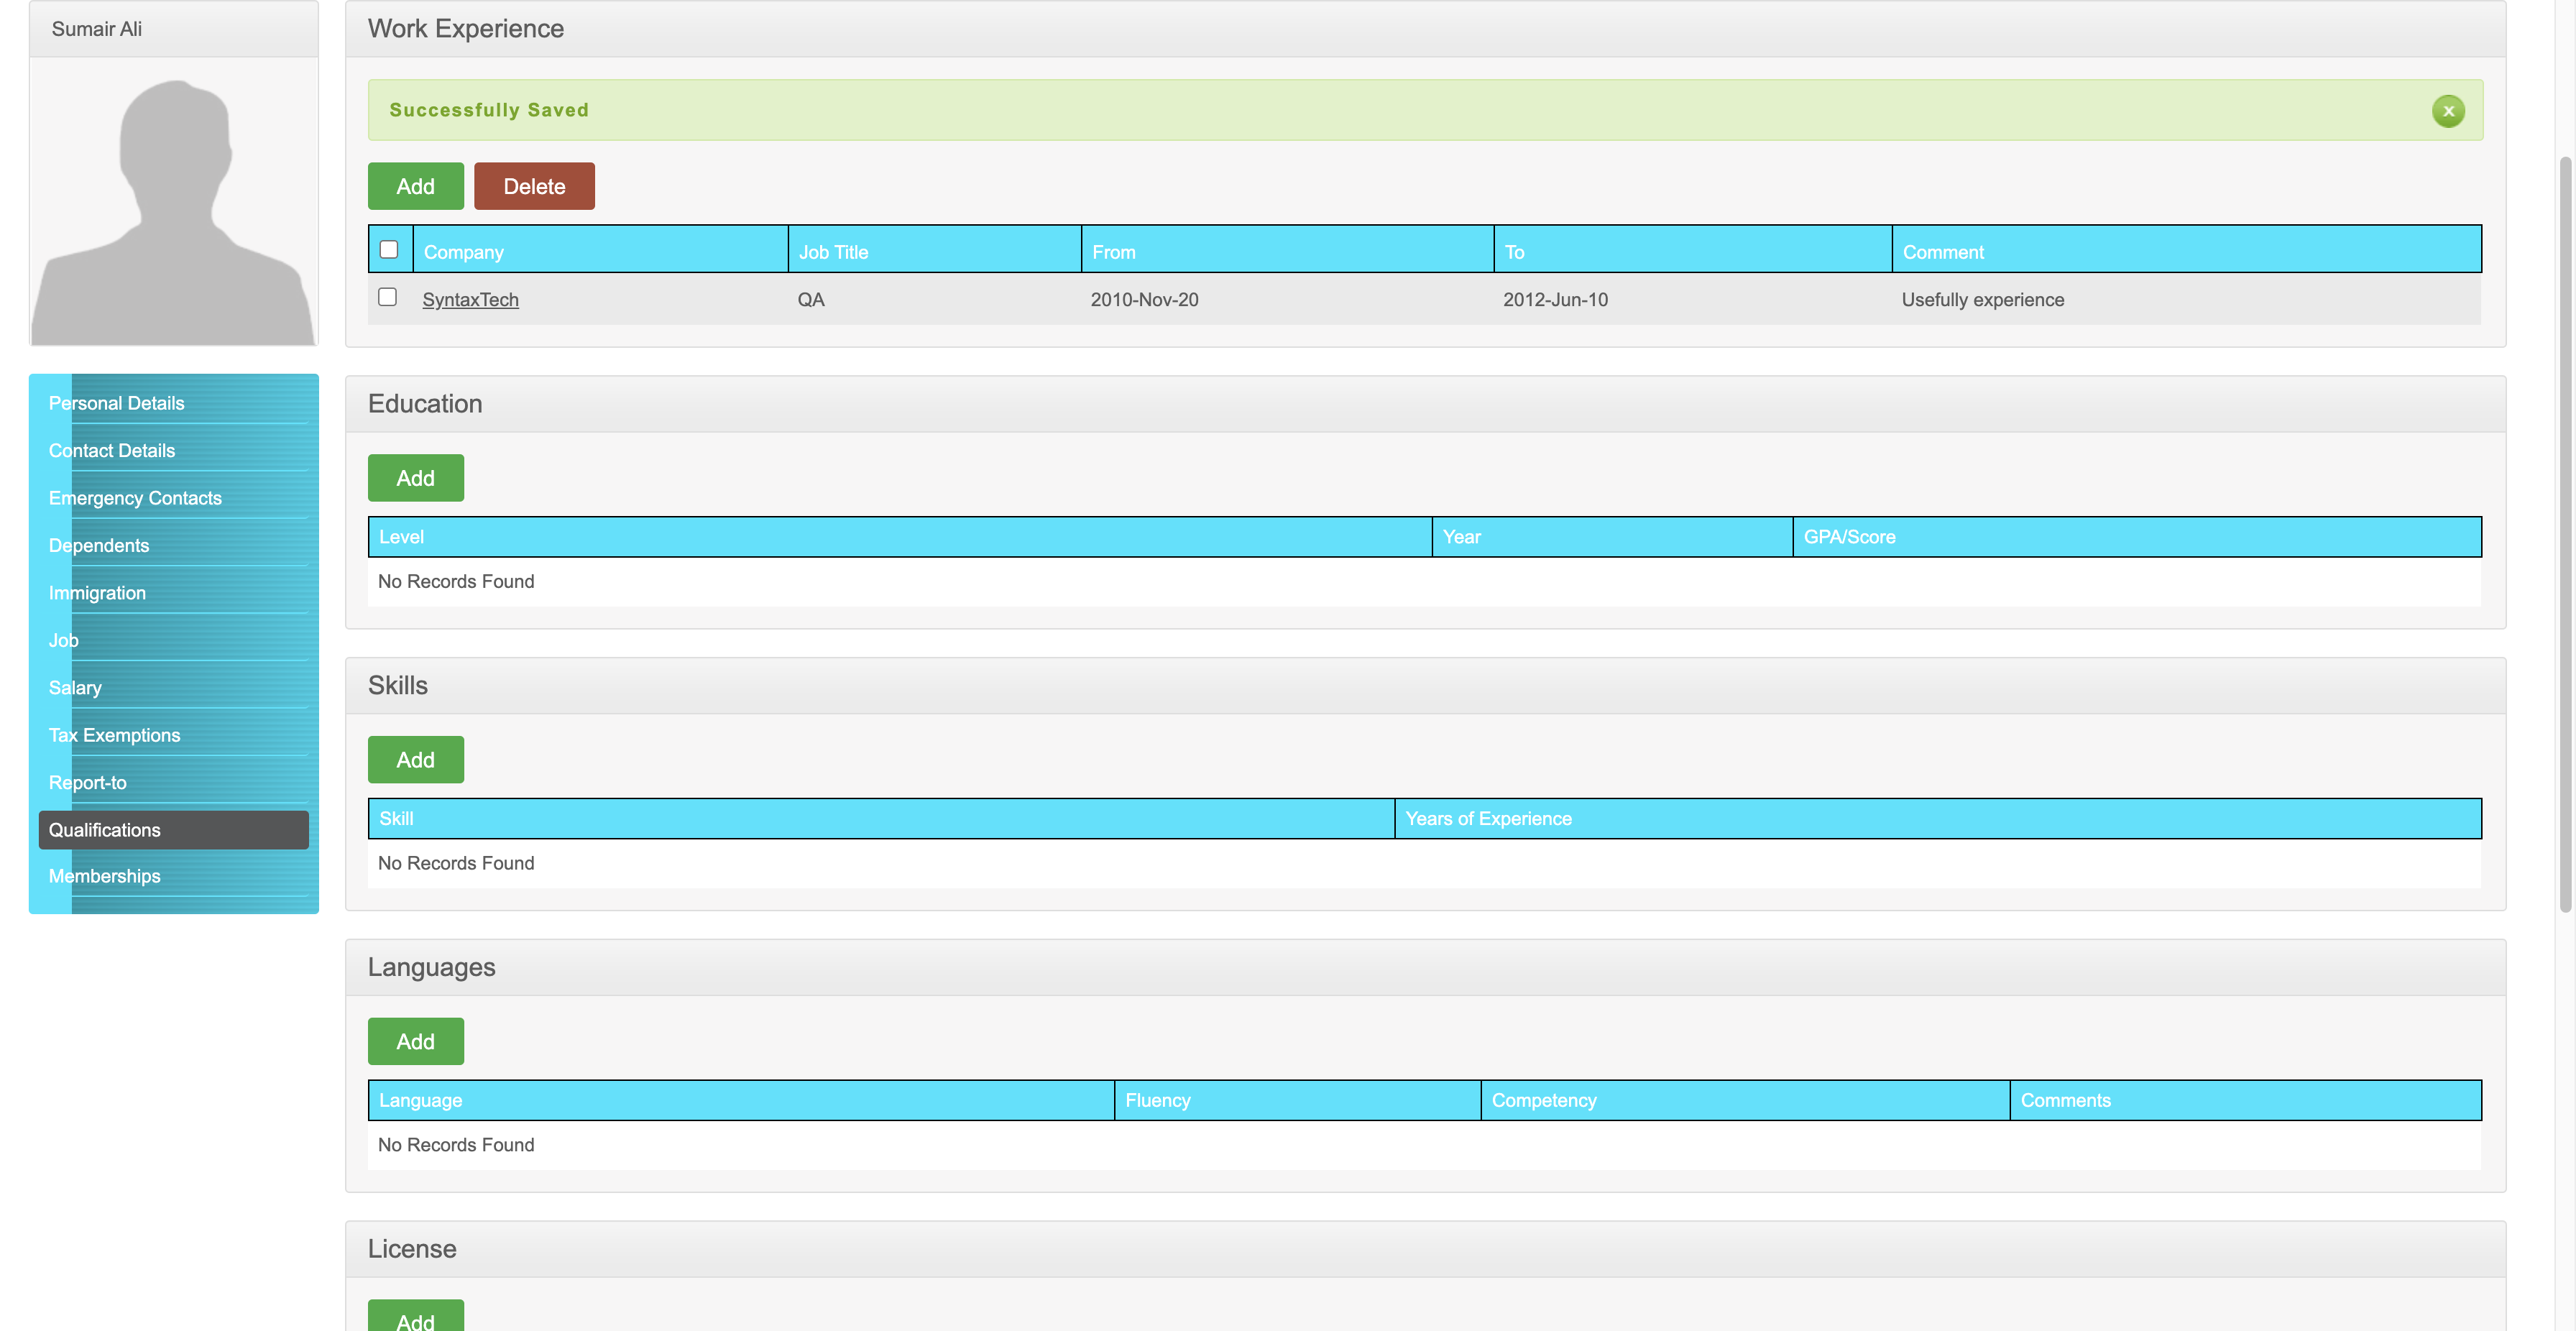 Sumair Ali
Personal Details
Contact Details
Emergency Contacts
Dependents
Immigration
Job
Salary
Tax Exemptions
Report-to
Qualifications
Memberships
Work Experience
Successfully Saved
x
Add Delete
Company Job Title From To Comment
SyntaxTech QA 2010-Nov-20 2012-Jun-10 Usefully experience
Education
Add
Level Year GPA/Score
No Records Found
Skills
Add
Skill Years of Experience
No Records Found
Languages
Add
Language Fluency Competency Comments
No Records Found
License
Add